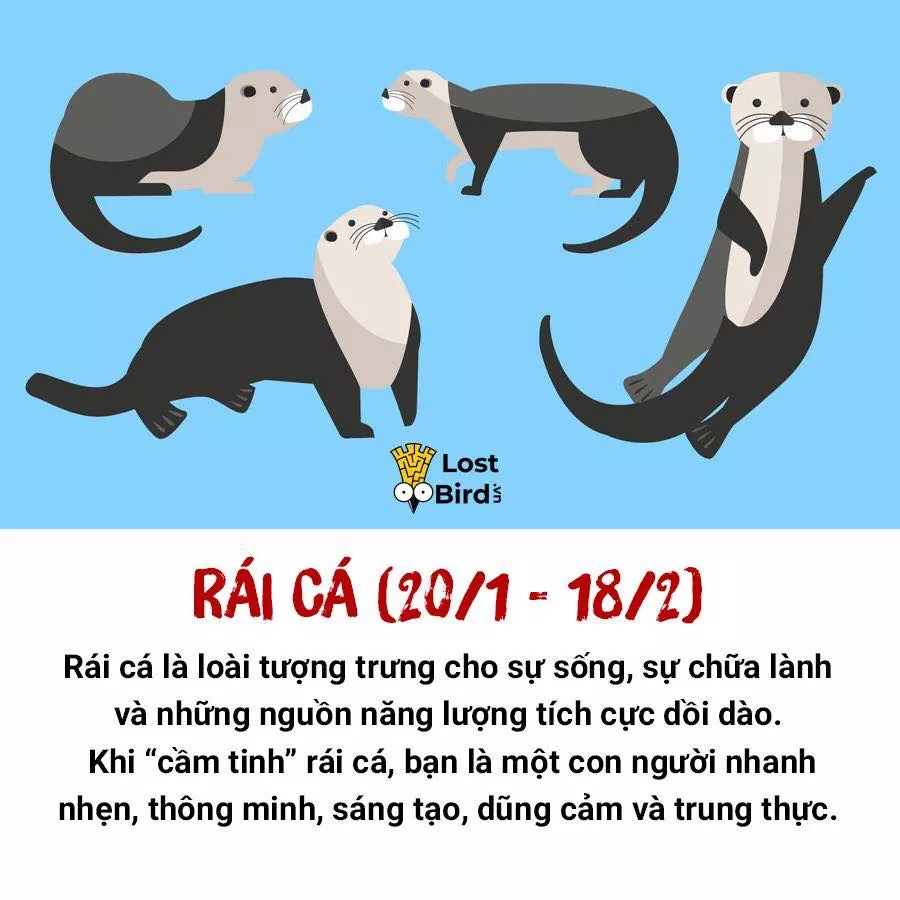 Lost
Bird.vn
RÁI CÁ (20/1 - 18/2)
Rái cá là loài tượng trưng cho sự sống, sự chữa lành
và những nguồn năng lượng tích cực dồi dào.
Khi “cầm tinh” rái cá, bạn là một con người nhanh
nhẹn, thông minh, sáng tạo, dũng cảm và trung thực.